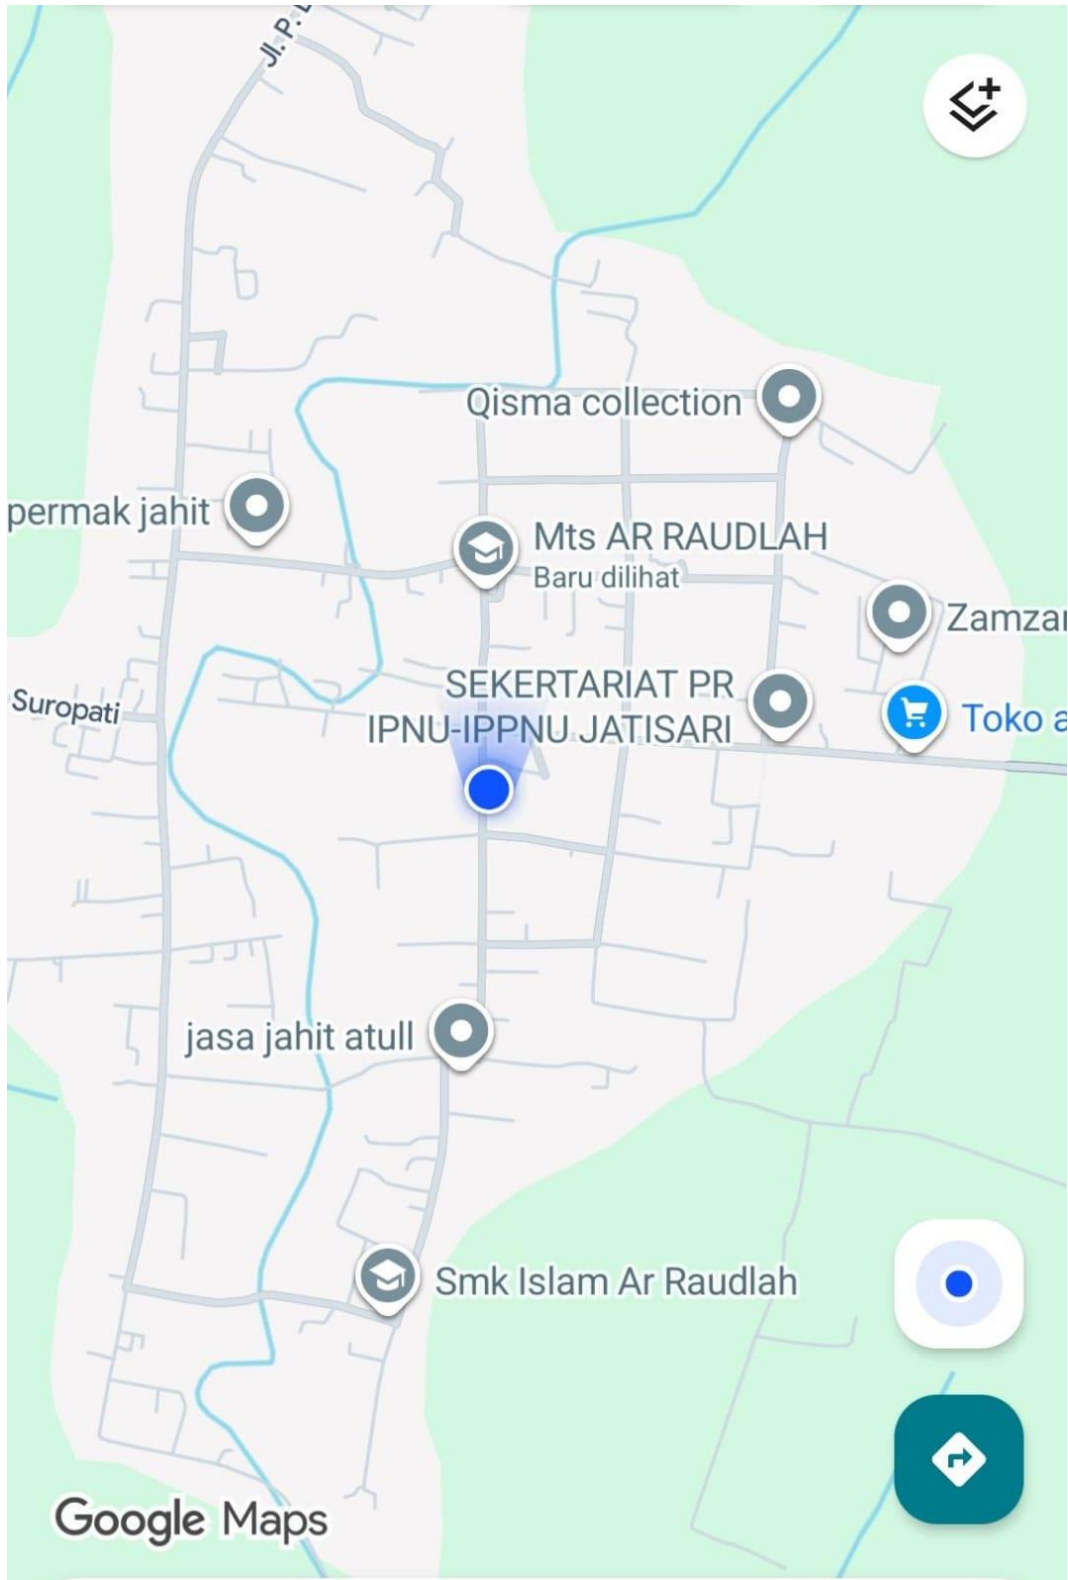 Jl. P.
Qisma collection
permak jahit
Mts AR RAUDLAH
Baru dilihat
Zamzar
SEKERTARIAT PR
IPNU-IPPNU JATISARI
Suropati
Toko a
jasa jahit atull
Smk Islam Ar Raudlah
Google Maps